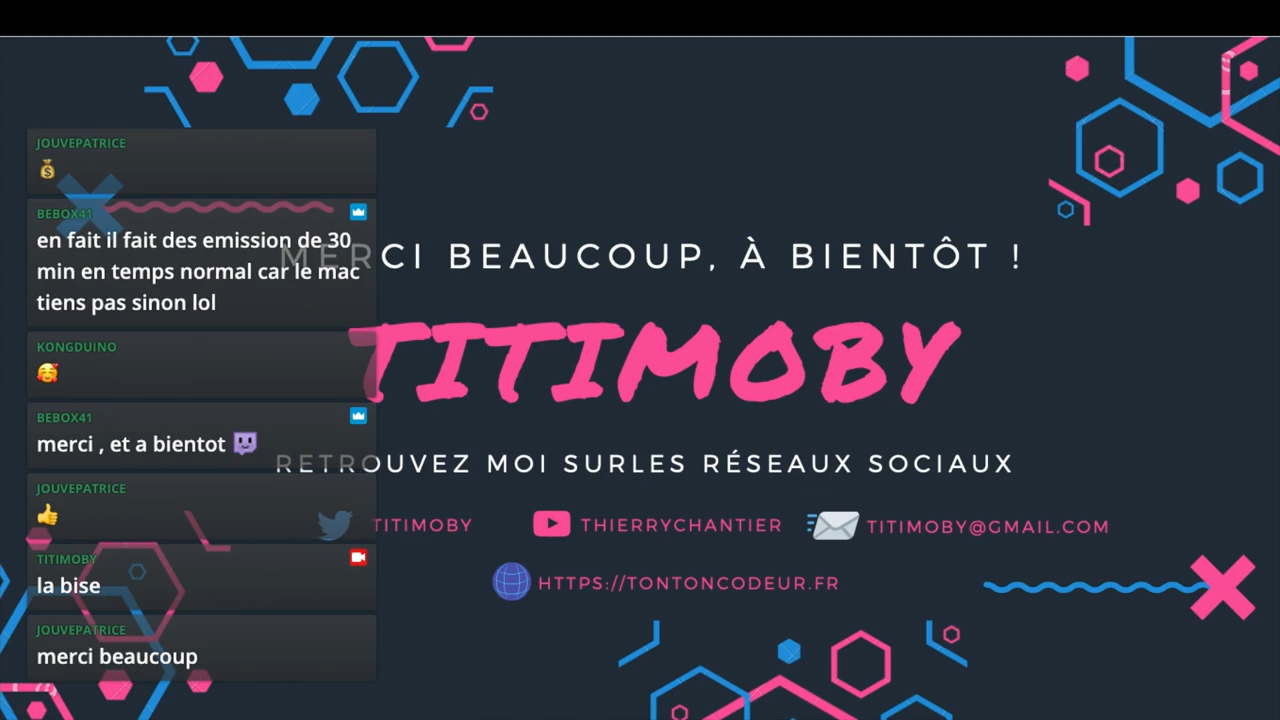 JOUVEPATRICE
💰
BEBOX41
en fait il fait des emission de 30
min en temps normal car le mac
tiens pas sinon lol
KONGDUINO
🥰
BEBOX41
merci , et a bientot
JOUVEPATRICE
👍
TITIMOBY
la bise
JOUVEPATRICE
merci beaucoup
MERCI BEAUCOUP, À BIENTÔT !
TITIMOBY
RETROUVEZ MOI SURLES RÉSEAUX SOCIAUX
TITIMOBY THIERRYCHANTIER TITIMOBY@GMAIL.COM
HTTPS://TONTONCODEUR.FR